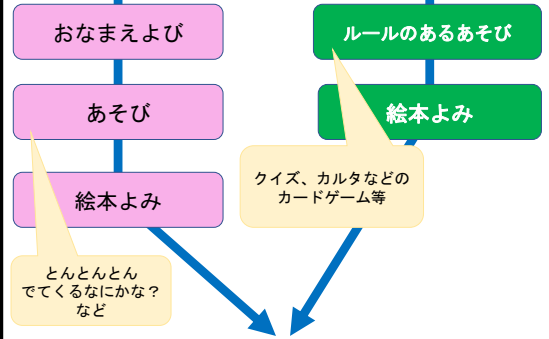 おなまえよび
あそび
絵本よみ
とんとんとん
でてくるなにかな？
など
ルールのあるあそび
絵本よみ
クイズ、カルタなどの
カードゲーム等